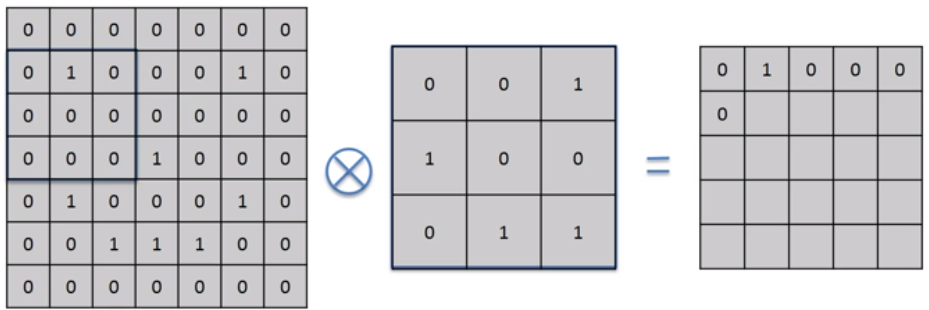 0 0 0 0 0 0 0
0 1 0 0 0 1 0
0 0 0 0 0 0 0
0 0 0 1 0 0 0
0 1 0 0 0 1 0
0 0 1 1 1 0 0
0 0 0 0 0 0 0
⊗
0 0 1
1 0 0
0 1 1
=
0 1 0 0 0
0